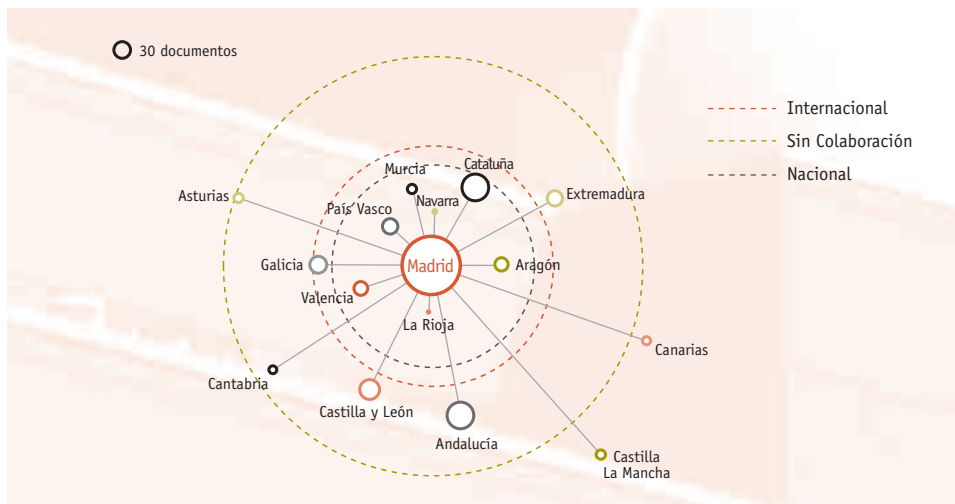 30 documentos
Internacional
Sin Colaboración
Nacional
Murcia
Cataluña
Asturias
Navarra
Extremadura
País Vasco
Galicia
Madrid
Aragón
Valencia
La Rioja
Canarias
Cantabria
Castilla y León
Andalucía
Castilla
La Mancha